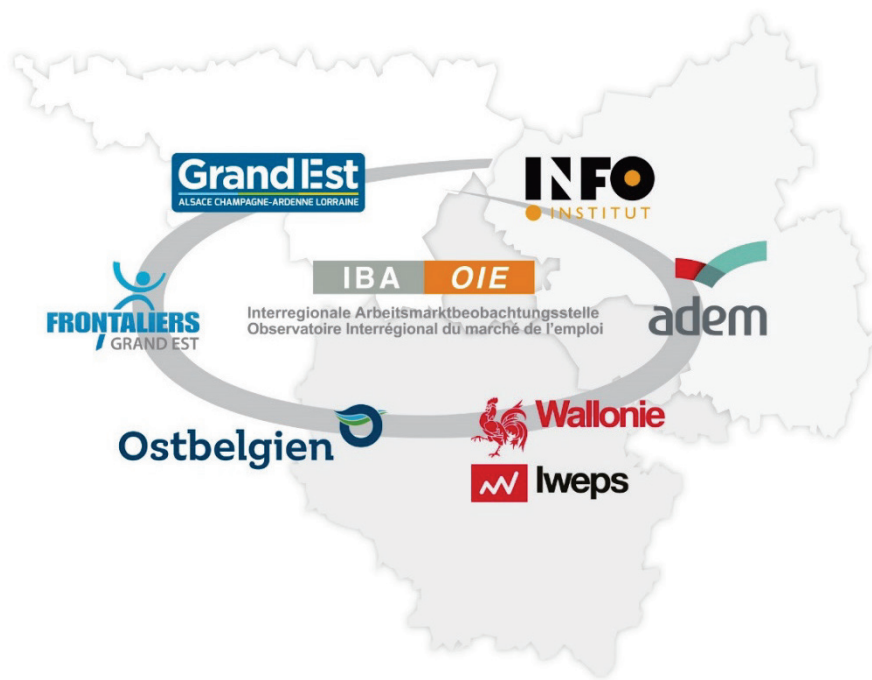 Grand Est
ALSACE CHAMPAGNE-ARDENNE LORRAINE
INFO
INSTITUT
IBA OIE
Interregionale Arbeitsmarktbeobachtungsstelle
Observatoire Interrégional du marché de l'emploi
FRONTALIERS
GRAND EST
adem
Ostbelgien
Wallonie
Iweps